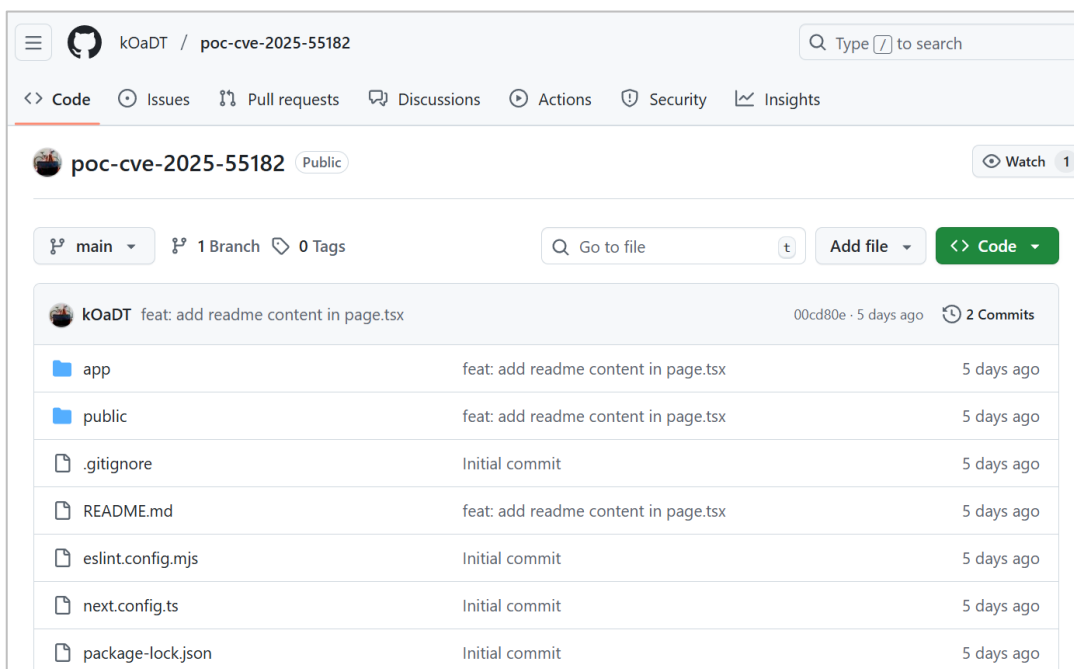 kOaDT / poc-cve-2025-55182 Type / to search
Code Issues Pull requests Discussions Actions Security Insights
poc-cve-2025-55182 Public Watch 1
main 1 Branch 0 Tags Go to file t Add file Code
kOaDT feat: add readme content in page.tsx 00cd80e · 5 days ago 2 Commits
app feat: add readme content in page.tsx 5 days ago
public feat: add readme content in page.tsx 5 days ago
.gitignore Initial commit 5 days ago
README.md feat: add readme content in page.tsx 5 days ago
eslint.config.mjs Initial commit 5 days ago
next.config.ts Initial commit 5 days ago
package-lock.json Initial commit 5 days ago